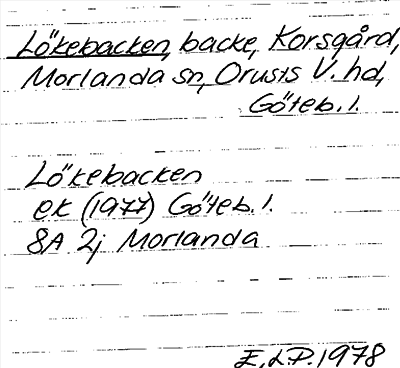 Lökebacken, backe, Korsgård,
Morlanda sn, Orusts V. hd,
Göteb. l.
Lökebacken
ek (1977) Göteb. l.
8A 2j Morlanda
E.L.P. 1978